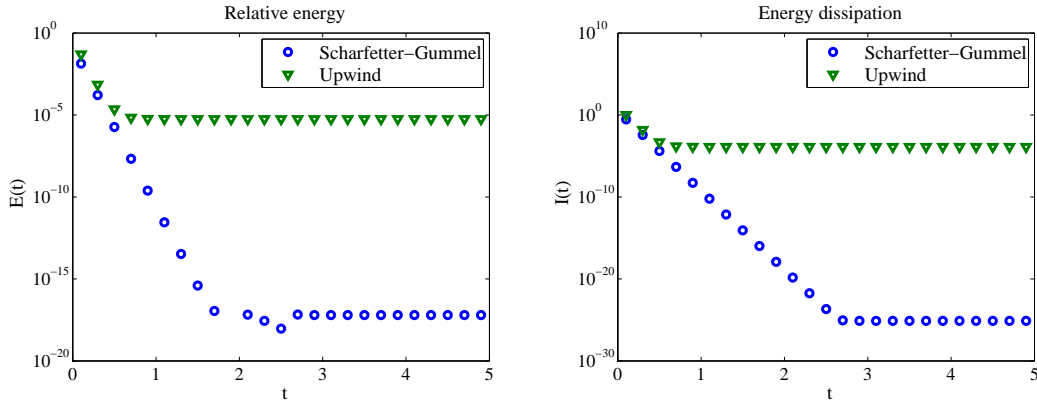 Relative energy
10^0
10^-5
10^-10
10^-15
10^-20
E(t)
0 1 2 3 4 5
t
Scharfetter-Gummel
Upwind
Energy dissipation
10^10
10^0
10^-10
10^-20
10^-30
I(t)
0 1 2 3 4 5
t
Scharfetter-Gummel
Upwind